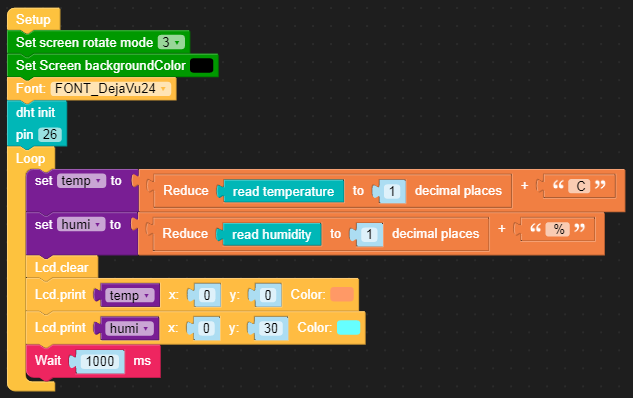 Setup
Set screen rotate mode 3
Set Screen backgroundColor
Font: FONT_DejaVu24
dht init
pin 26
Loop
set temp to Reduce read temperature to 1 decimal places + “ C ”
set humi to Reduce read humidity to 1 decimal places + “ % ”
Lcd.clear
Lcd.print temp x: 0 y: 0 Color:
Lcd.print humi x: 0 y: 30 Color:
Wait 1000 ms